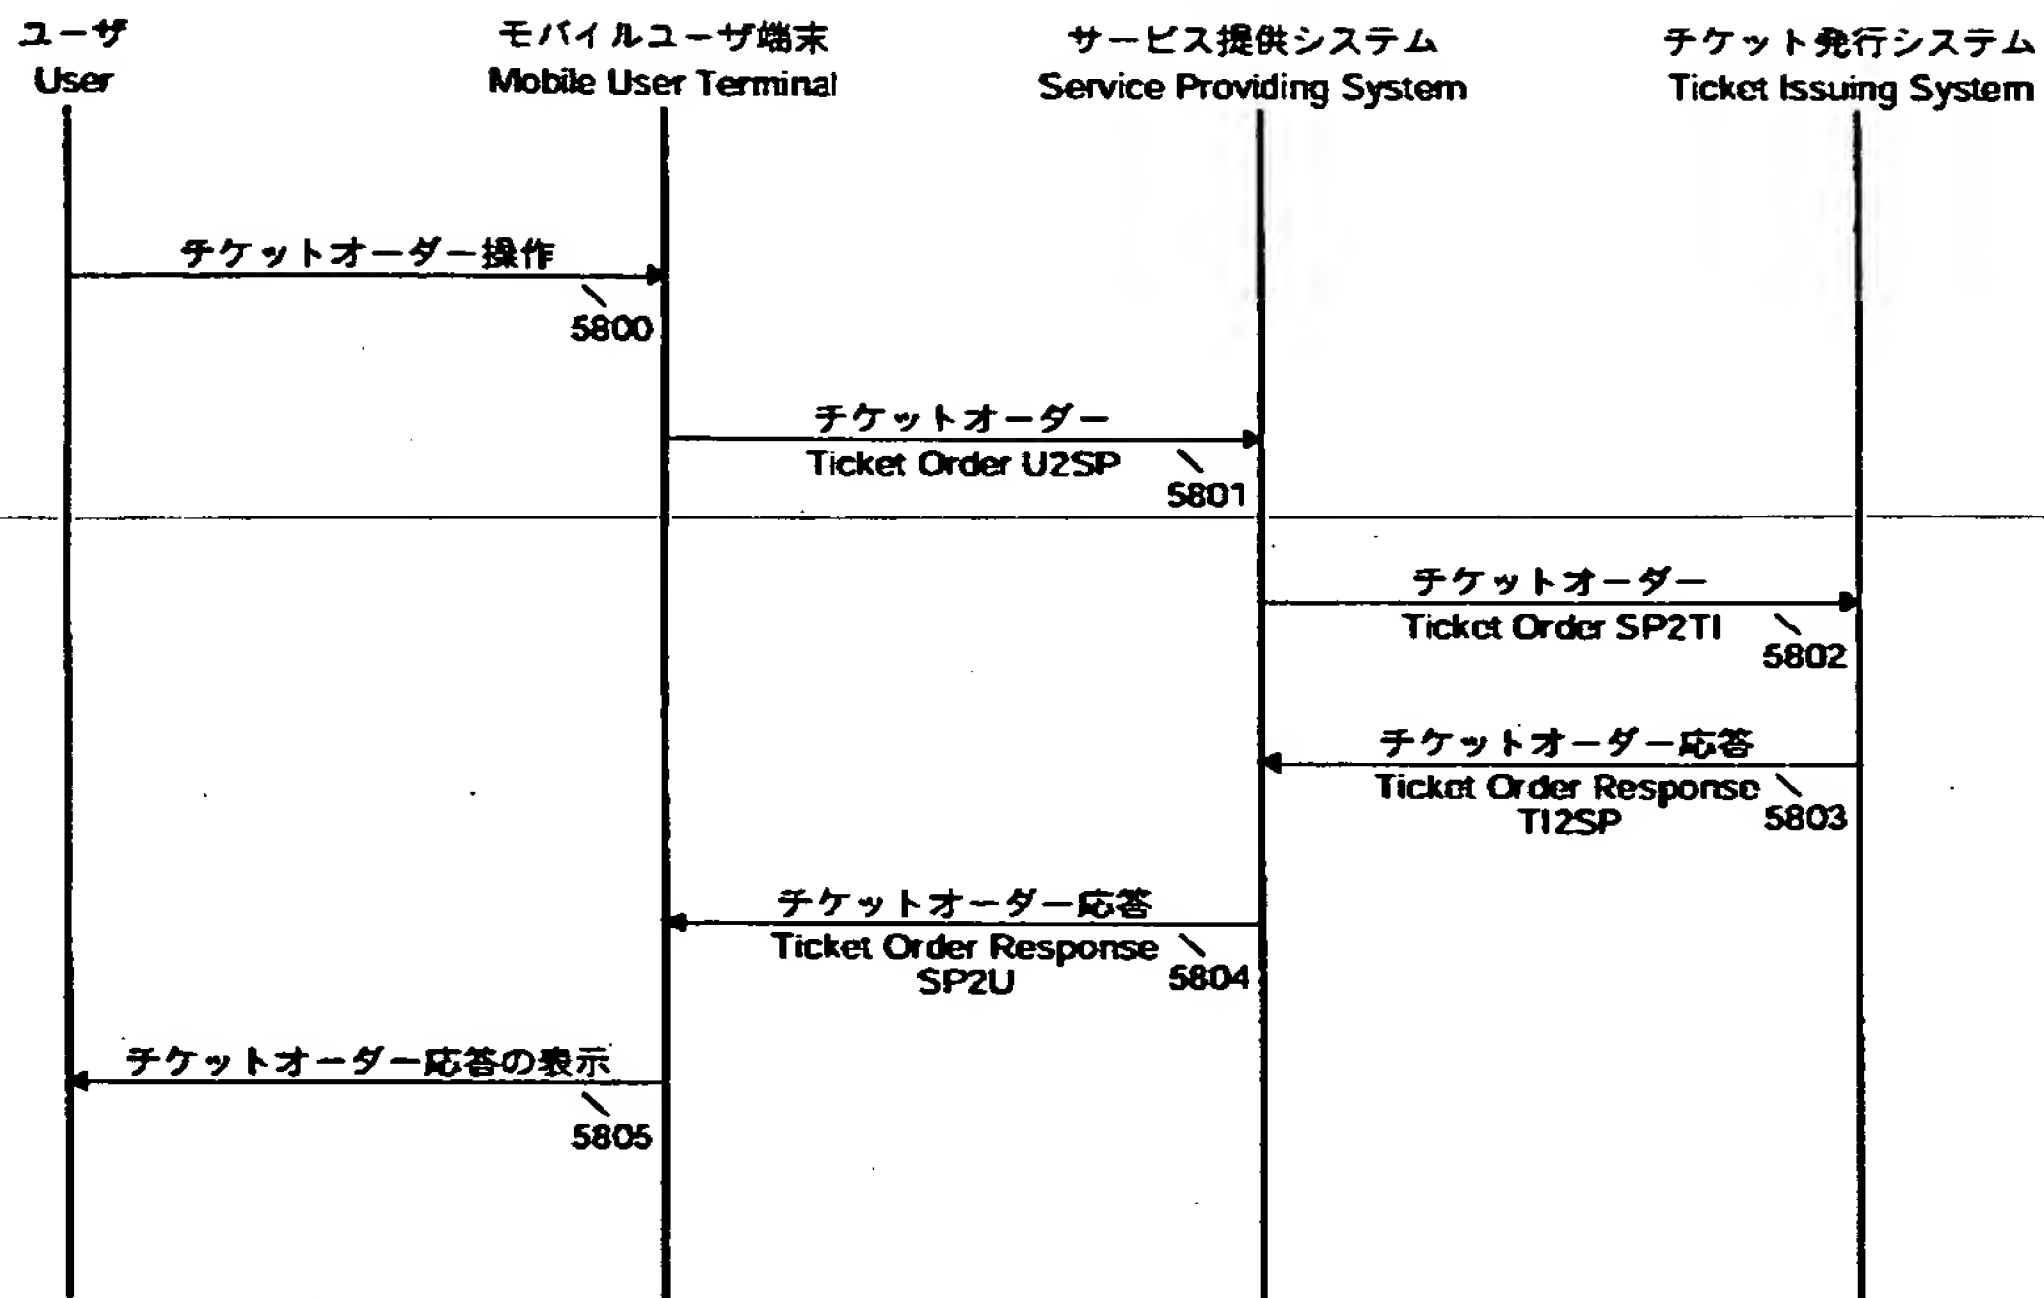 ユーザ
User
モバイルユーザ端末
Mobile User Terminal
サービス提供システム
Service Providing System
チケット発行システム
Ticket Issuing System
チケットオーダー操作
5800
チケットオーダー
Ticket Order U2SP
5801
チケットオーダー
Ticket Order SP2TI
5802
チケットオーダー応答
Ticket Order Response
TI2SP
5803
チケットオーダー応答
Ticket Order Response
SP2U
5804
チケットオーダー応答の表示
5805